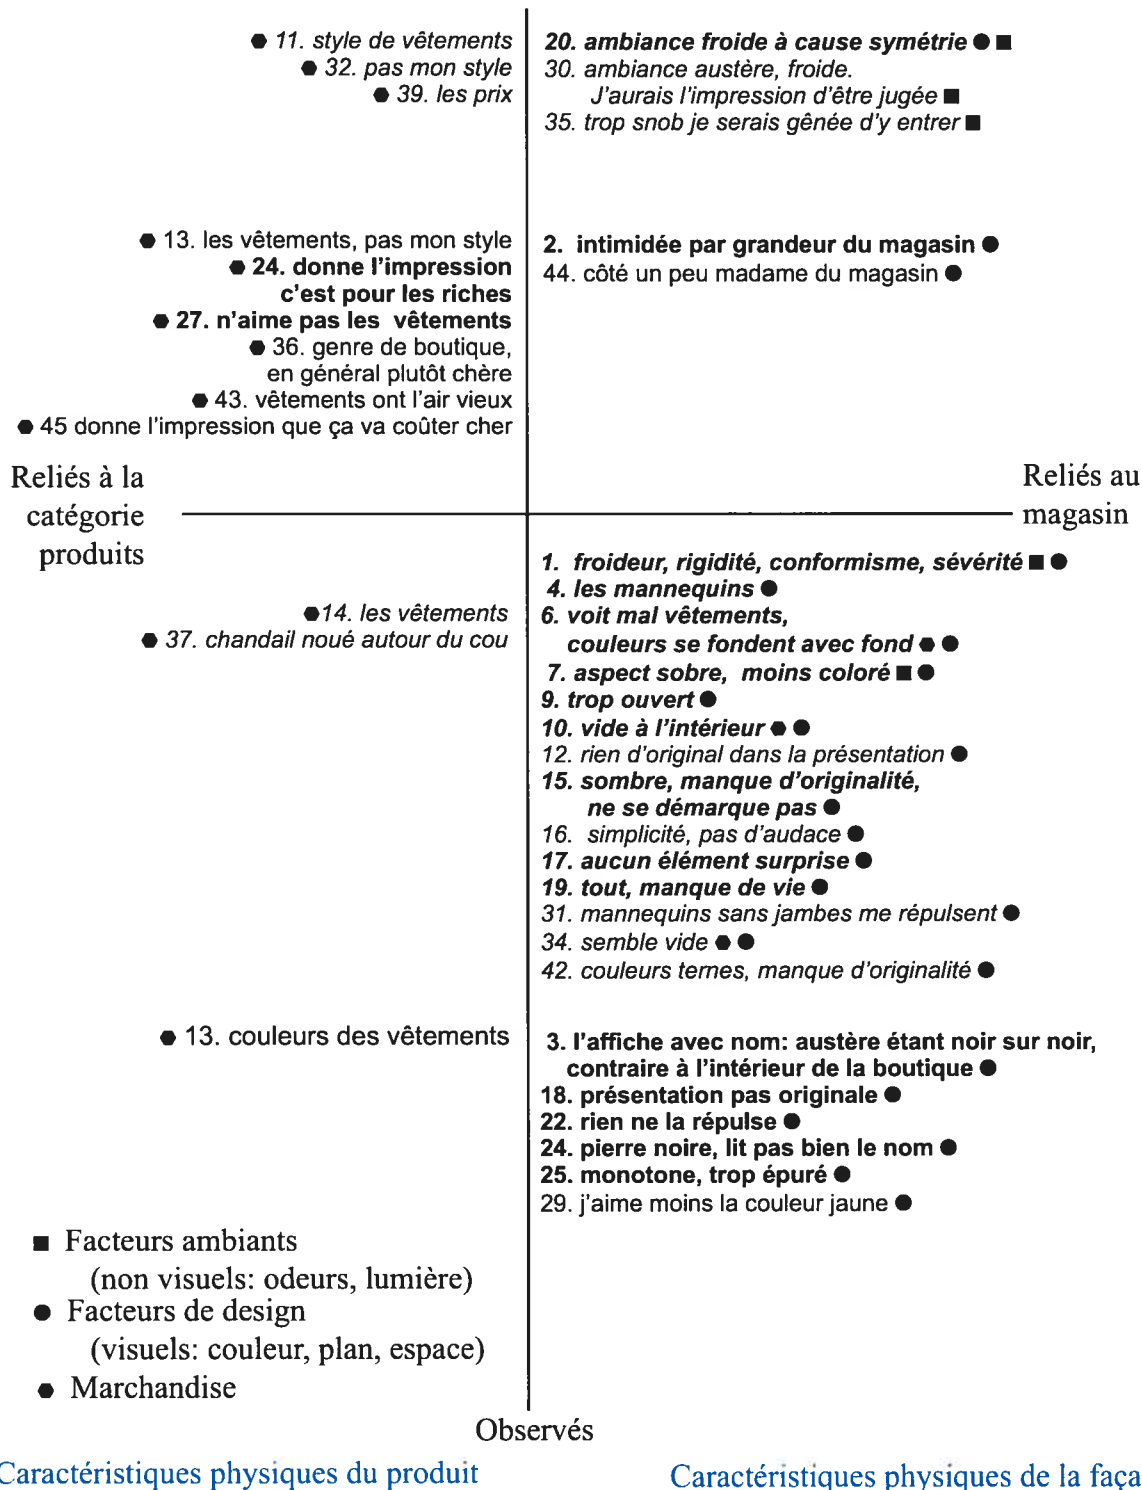 ● 11. style de vêtements
● 32. pas mon style
● 39. les prix
20. ambiance froide à cause symétrie ● ■
30. ambiance austère, froide.
J'aurais l'impression d'être jugée ■
35. trop snob je serais gênée d'y entrer ■
● 13. les vêtements, pas mon style
● 24. donne l'impression
c'est pour les riches
● 27. n'aime pas les vêtements
● 36. genre de boutique,
en général plutôt chère
● 43. vêtements ont l'air vieux
● 45 donne l'impression que ça va coûter cher
2. intimidée par grandeur du magasin ●
44. côté un peu madame du magasin ●
Reliés à la
catégorie
produits
Reliés au
magasin
●14. les vêtements
● 37. chandail noué autour du cou
1. froideur, rigidité, conformisme, sévérité ■ ●
4. les mannequins ●
6. voit mal vêtements,
couleurs se fondent avec fond ● ●
7. aspect sobre, moins coloré ■ ●
9. trop ouvert ●
10. vide à l'intérieur ● ●
12. rien d'original dans la présentation ●
15. sombre, manque d'originalité,
ne se démarque pas ●
16. simplicité, pas d'audace ●
17. aucun élément surprise ●
19. tout, manque de vie ●
31. mannequins sans jambes me répulsent ●
34. semble vide ● ●
42. couleurs ternes, manque d'originalité ●
● 13. couleurs des vêtements
3. l'affiche avec nom: austère étant noir sur noir,
contraire à l'intérieur de la boutique ●
18. présentation pas originale ●
22. rien ne la répulse ●
24. pierre noire, lit pas bien le nom ●
25. monotone, trop épuré ●
29. j'aime moins la couleur jaune ●
■ Facteurs ambiants
(non visuels: odeurs, lumière)
● Facteurs de design
(visuels: couleur, plan, espace)
● Marchandise
Observés
Caractéristiques physiques du produit
Caractéristiques physiques de la faça